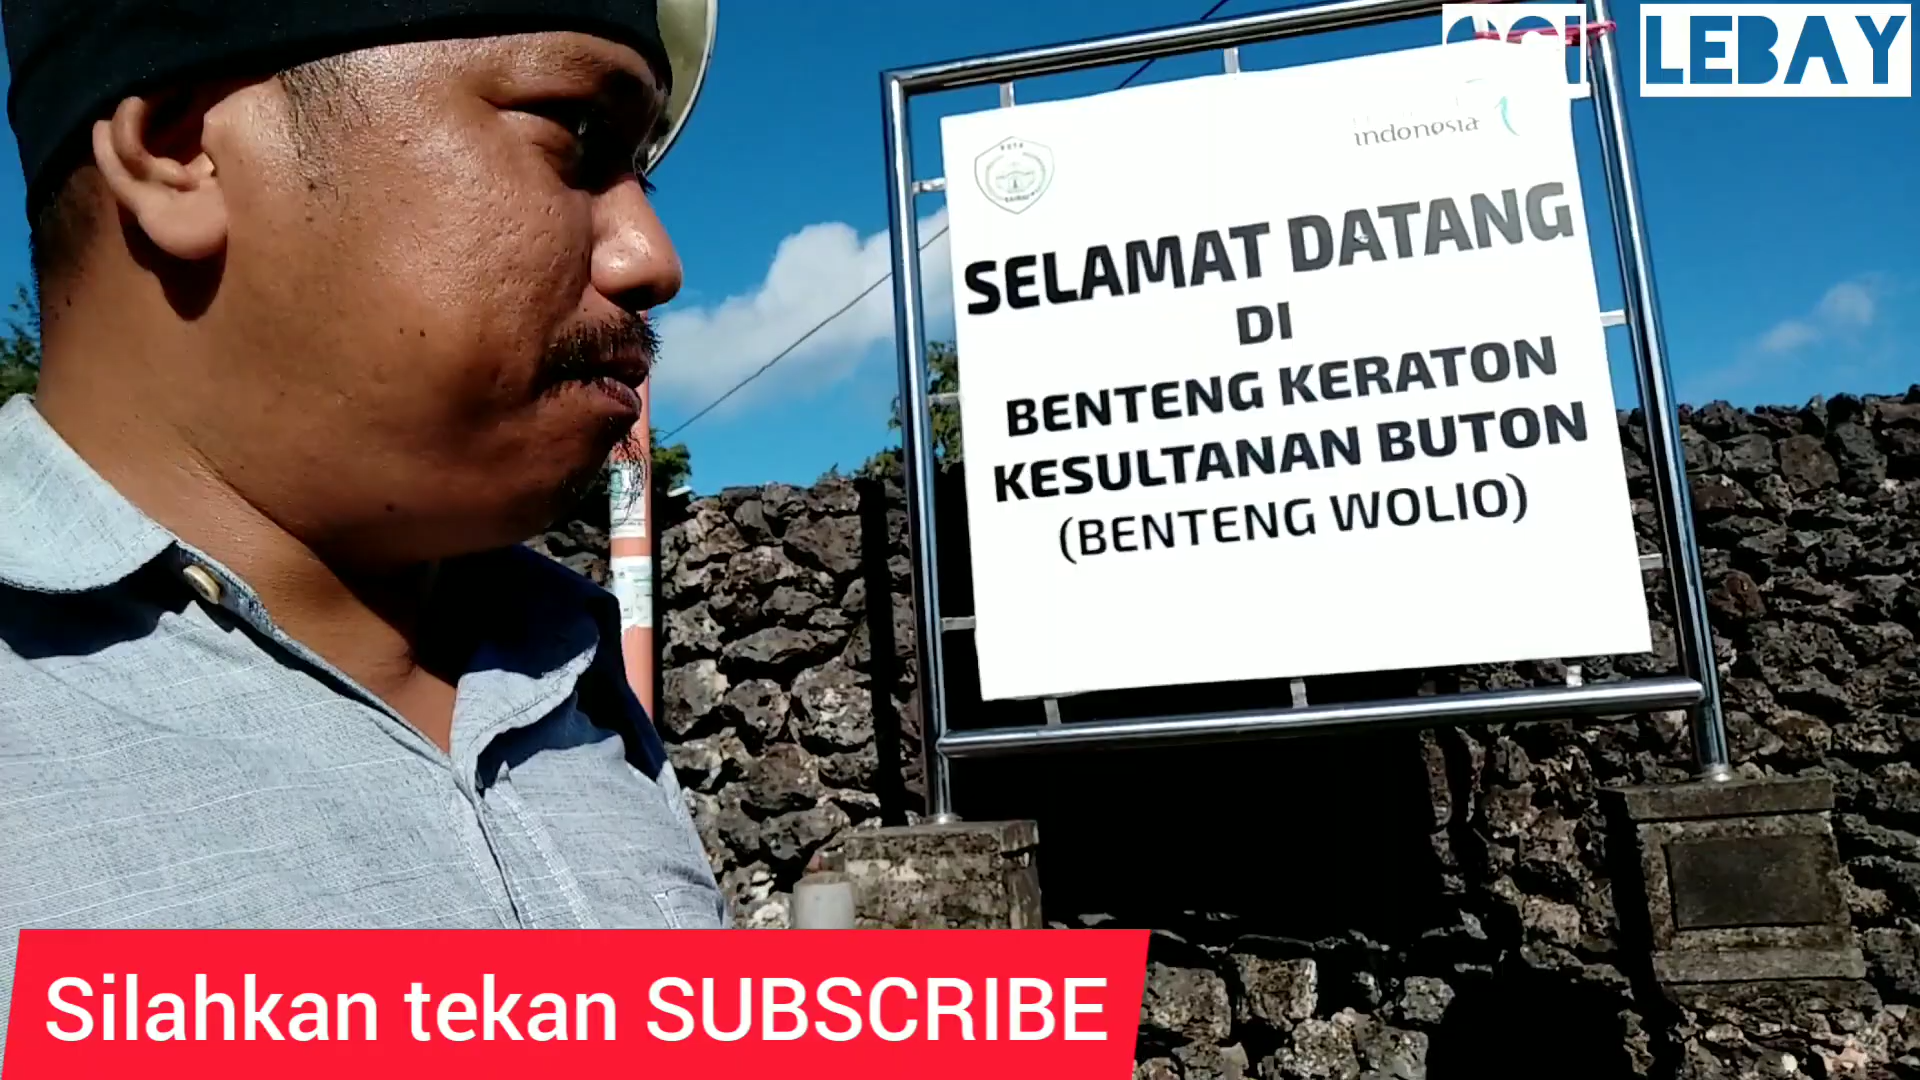 LEBAY
indonesia
SELAMAT DATANG
DI
BENTENG KERATON
KESULTANAN BUTON
(BENTENG WOLIO)
Silahkan tekan SUBSCRIBE